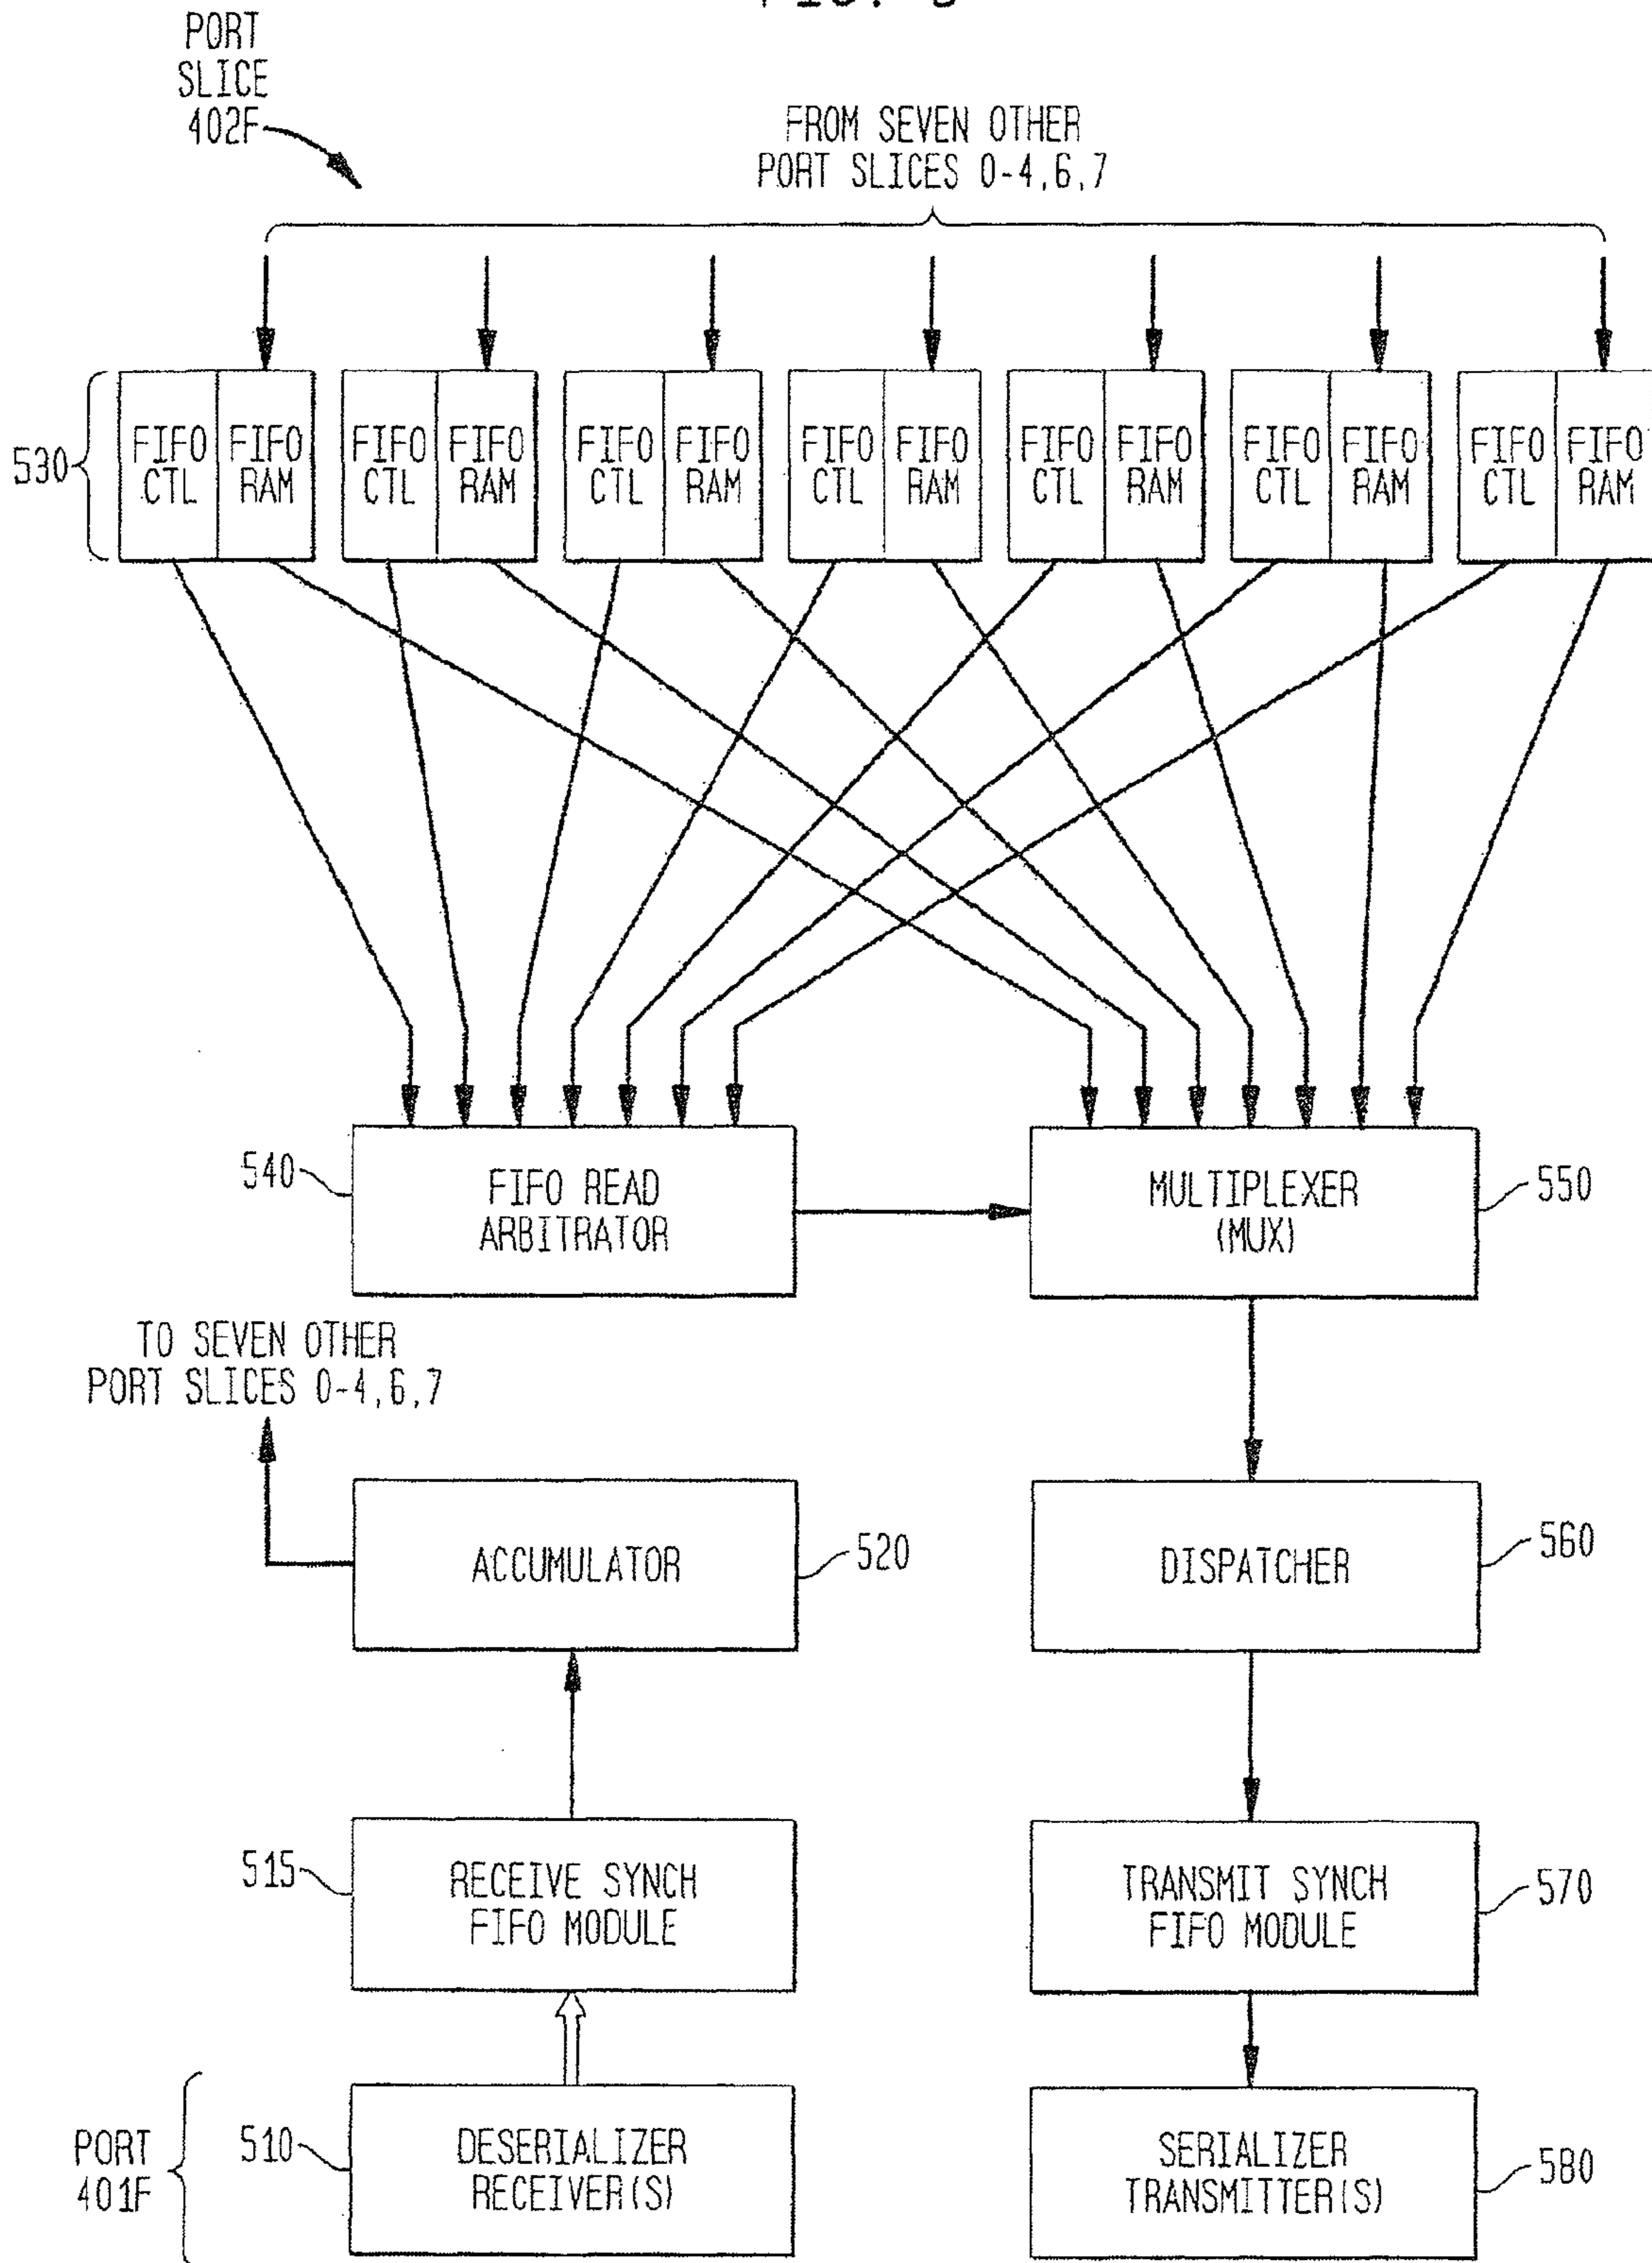 PORT
SLICE
402F
FROM SEVEN OTHER
PORT SLICES 0-4,6,7
530
FIFO CTL
FIFO RAM
FIFO CTL
FIFO RAM
FIFO CTL
FIFO RAM
FIFO CTL
FIFO RAM
FIFO CTL
FIFO RAM
FIFO CTL
FIFO RAM
FIFO CTL
FIFO RAM
540
FIFO READ
ARBITRATOR
MULTIPLEXER
(MUX)
550
TO SEVEN OTHER
PORT SLICES 0-4,6,7
ACCUMULATOR
520
DISPATCHER
560
515
RECEIVE SYNCH
FIFO MODULE
TRANSMIT SYNCH
FIFO MODULE
570
PORT
401F
510
DESERIALIZER
RECEIVER(S)
SERIALIZER
TRANSMITTER(S)
580